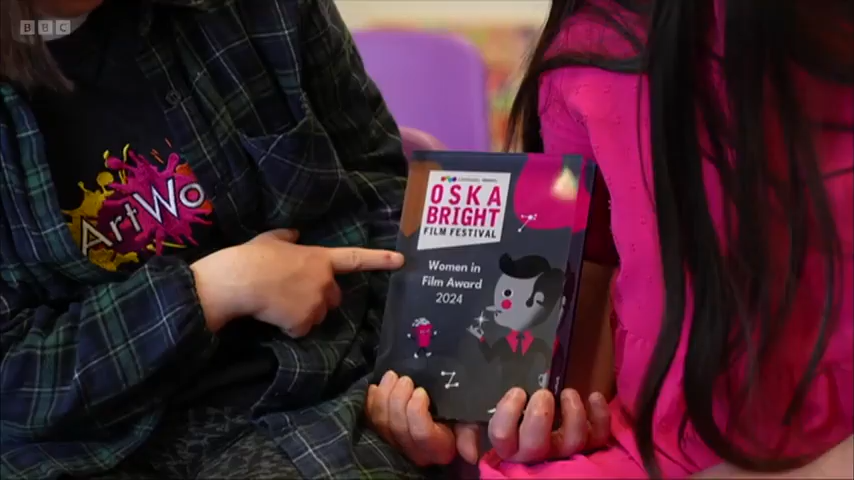 BBC
ArtWo
OSKA
BRIGHT
FILM FESTIVAL
Women in
Film Award
2024